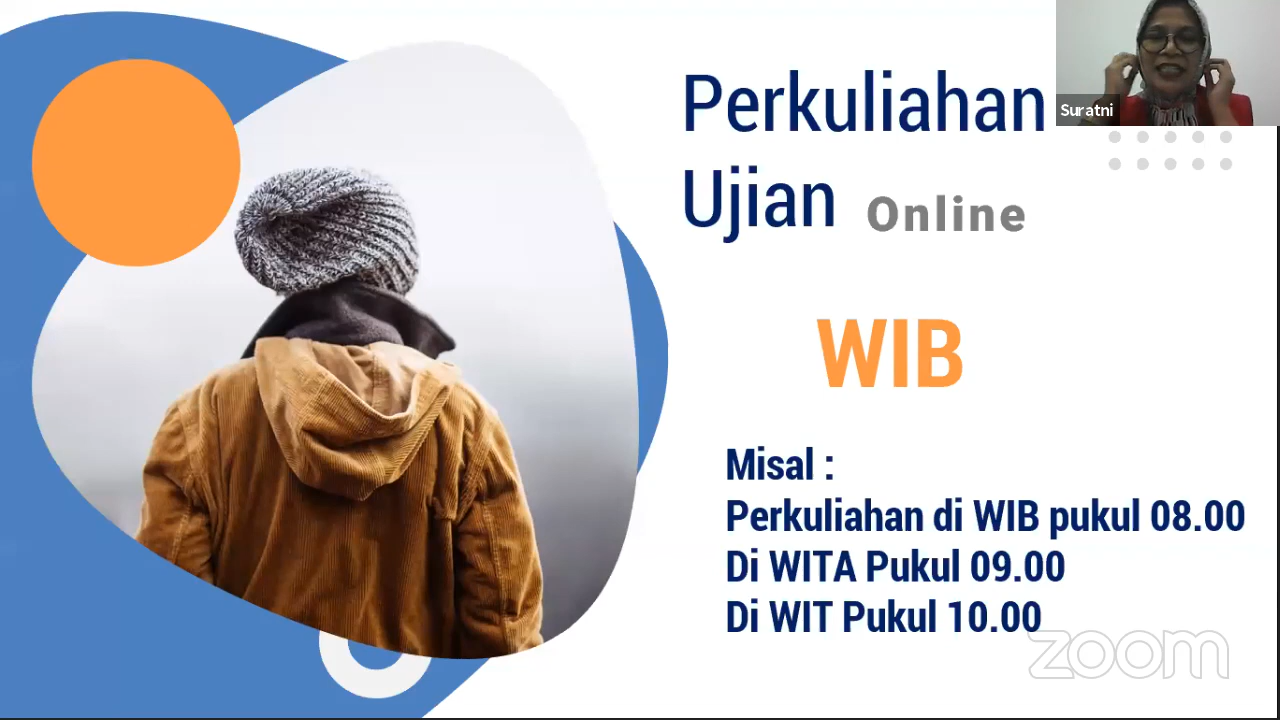 Perkuliahan
Suratni
Ujian Online
WIB
Misal :
Perkuliahan di WIB pukul 08.00
Di WITA Pukul 09.00
Di WIT Pukul 10.00
zoom